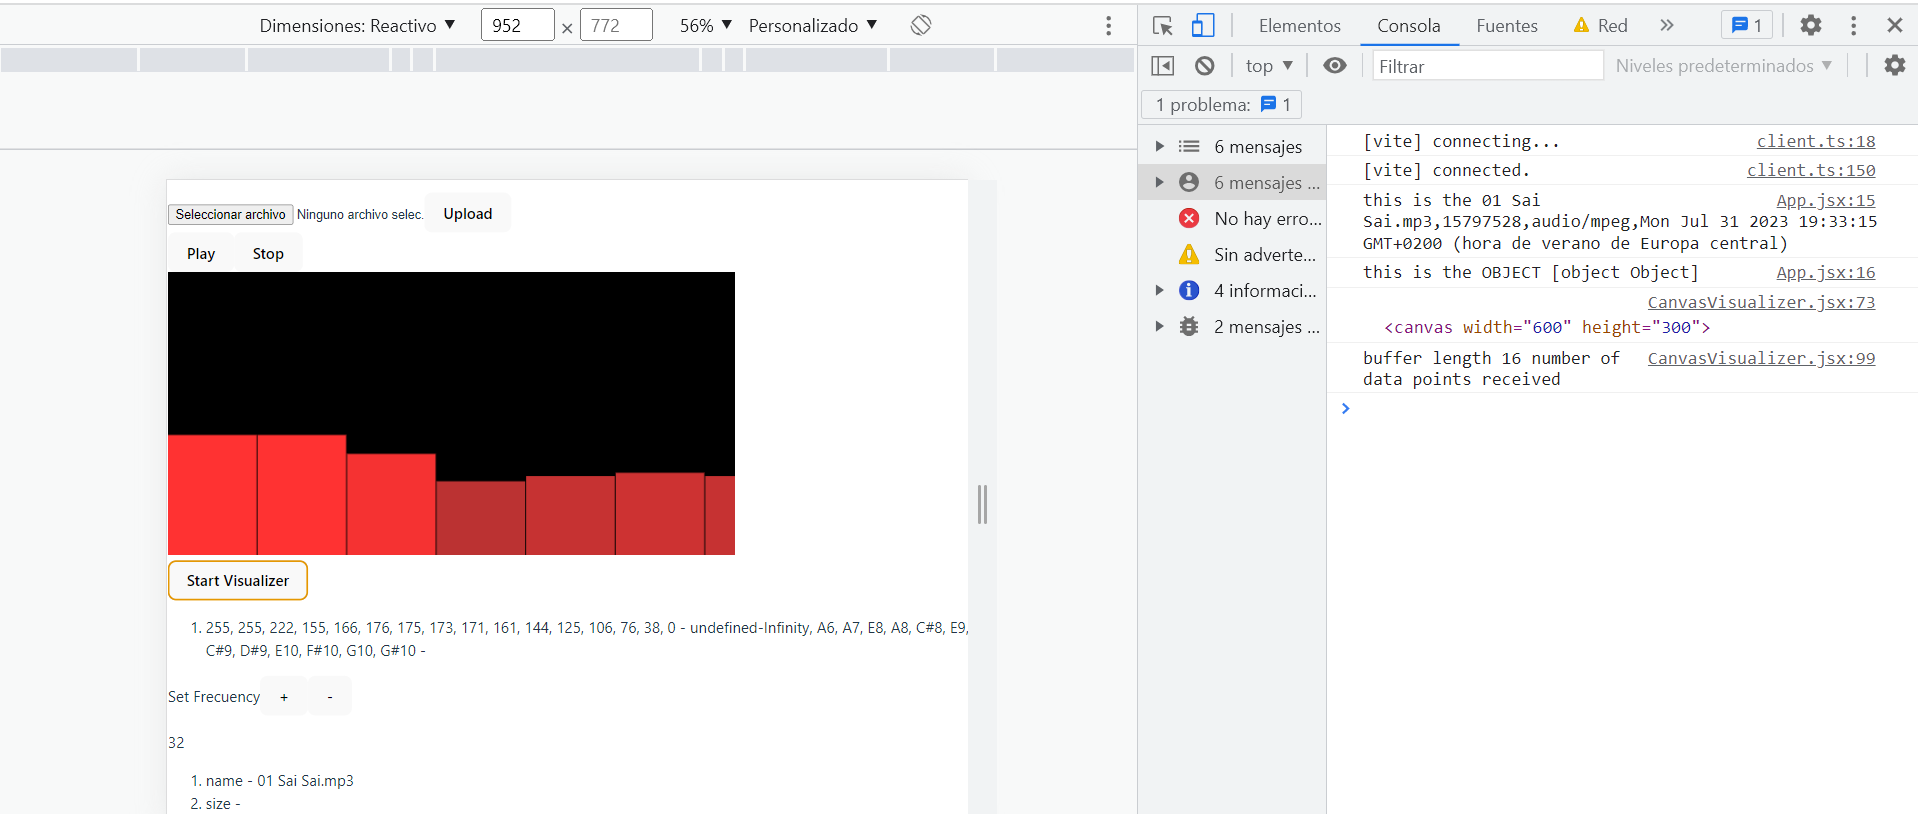 Dimensiones: Reactivo ▼ 952 × 772 56% ▼ Personalizado ▼
Elementos Consola Fuentes Red » 1
top ▼ Filtrar Niveles predeterminados ▼
1 problema: 1
6 mensajes
6 mensajes ...
No hay erro...
Sin adverte...
4 informaci...
2 mensajes ...
[vite] connecting... client.ts:18
[vite] connected. client.ts:150
this is the 01 Sai App.jsx:15
Sai.mp3,15797528,audio/mpeg,Mon Jul 31 2023 19:33:15
GMT+0200 (hora de verano de Europa central)
this is the OBJECT [object Object] App.jsx:16
CanvasVisualizer.jsx:73
<canvas width="600" height="300">
buffer length 16 number of CanvasVisualizer.jsx:99
data points received
>
Seleccionar archivo Ninguno archivo selec. Upload
Play Stop
Start Visualizer
1. 255, 255, 222, 155, 166, 176, 175, 173, 171, 161, 144, 125, 106, 76, 38, 0 - undefined-Infinity, A6, A7, E8, A8, C#8, E9,
C#9, D#9, E10, F#10, G10, G#10 -
Set Frecuency + -
32
1. name - 01 Sai Sai.mp3
2. size -